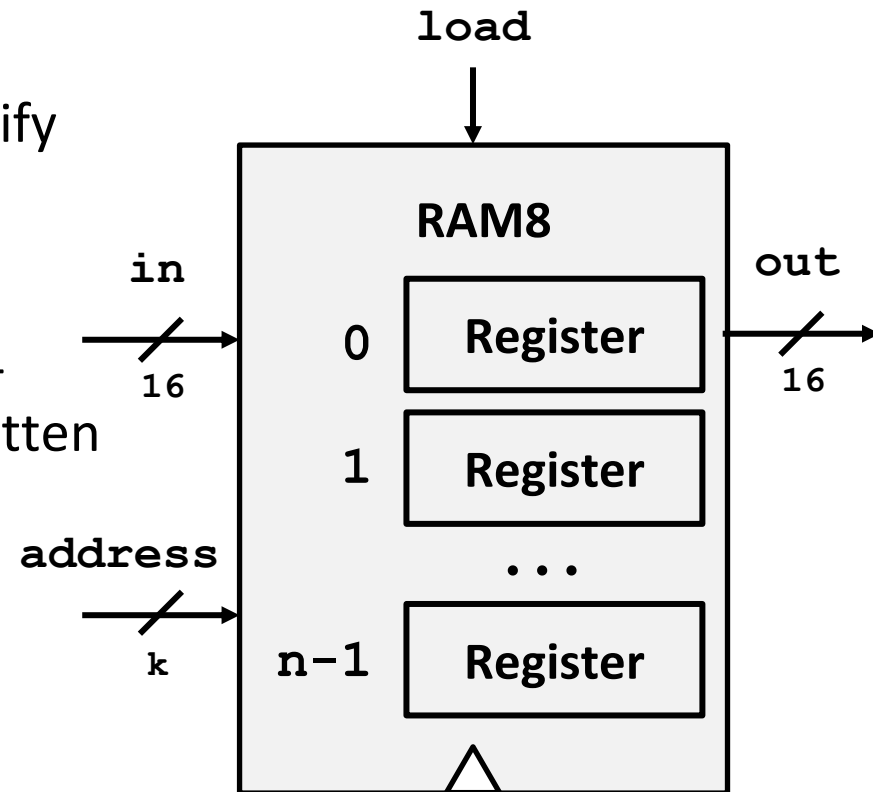 load
ify
RAM8
in
out
0
Register
16
16
tten
1
Register
address
...
k
n-1
Register